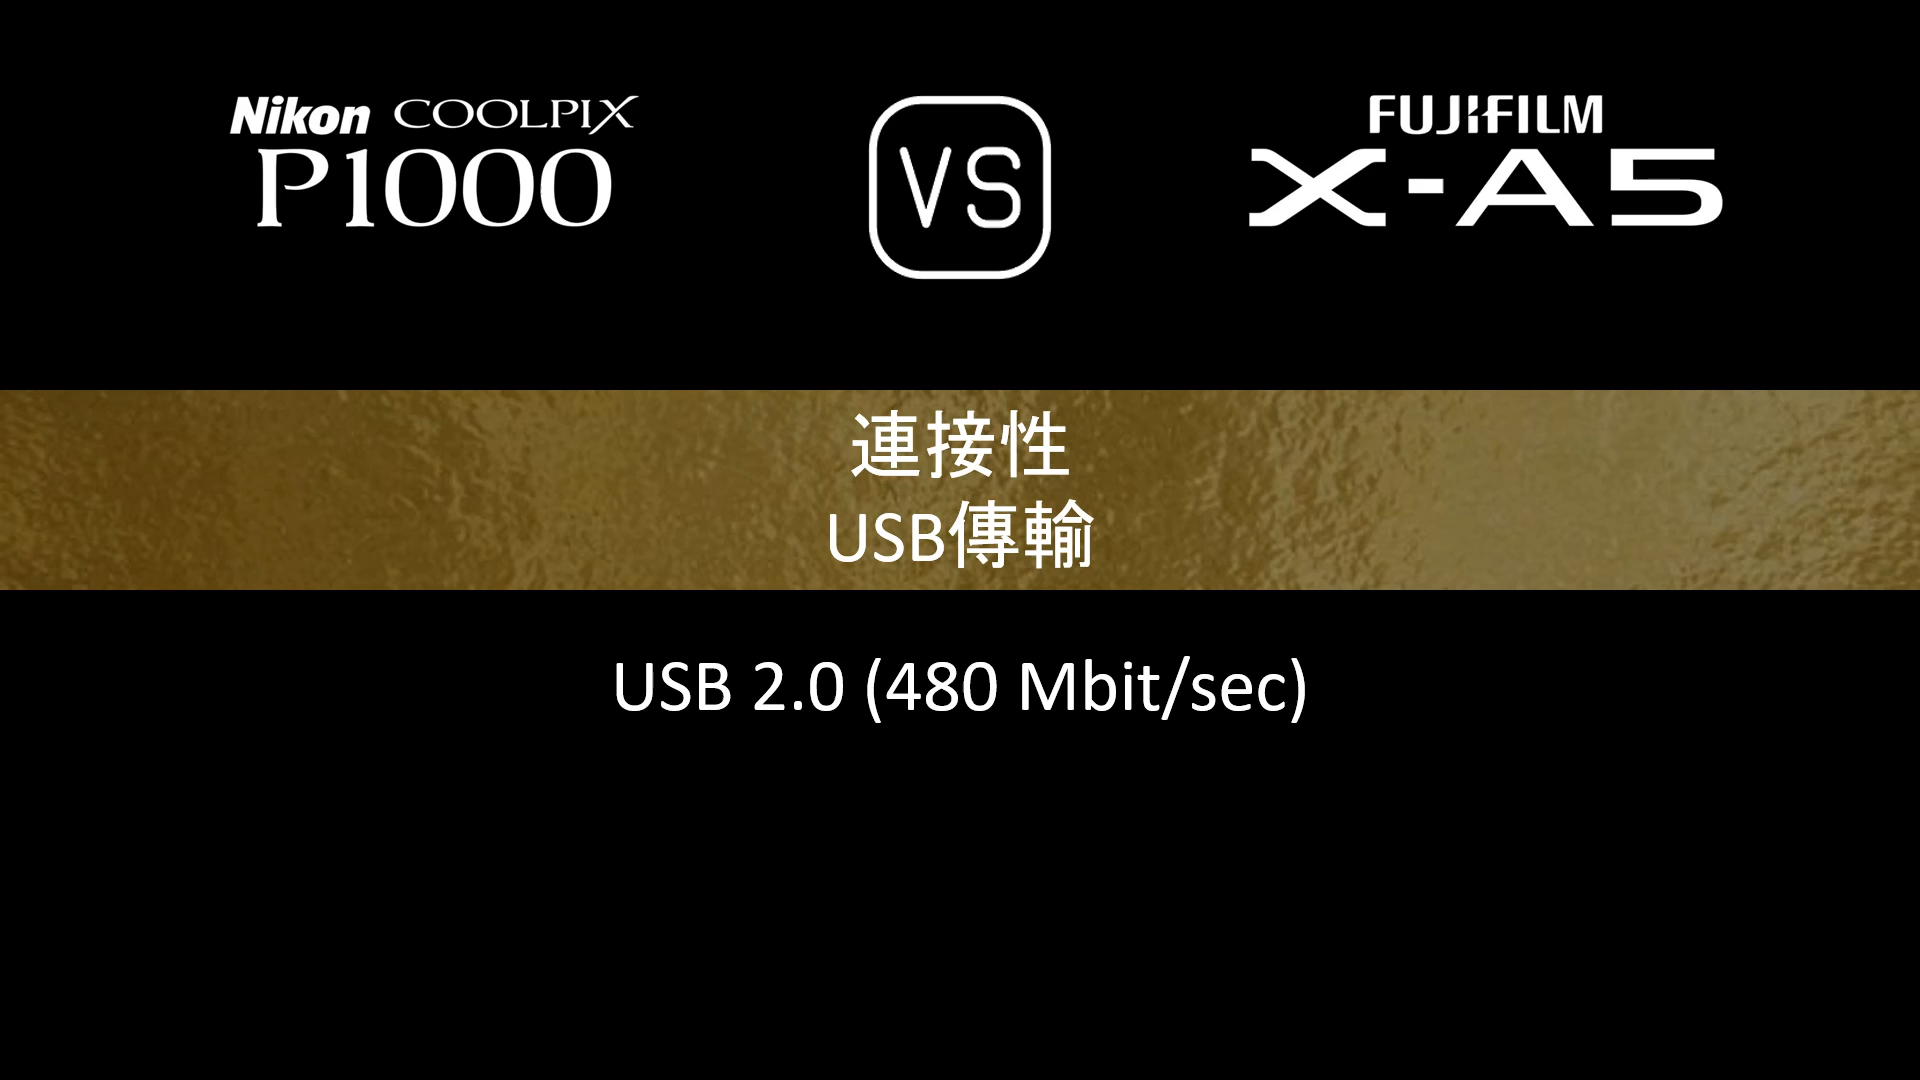 Nikon COOLPIX
P1000
VS
FUJIFILM
X-A5
連接性
USB傳輸
USB 2.0 (480 Mbit/sec)